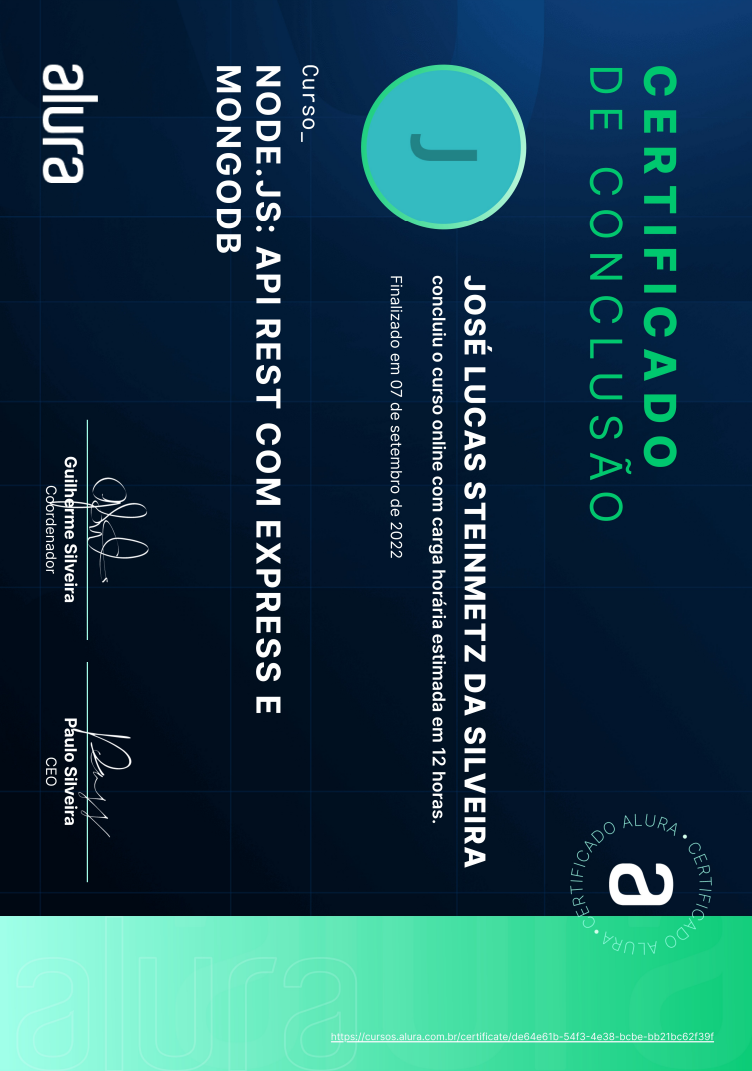 CERTIFICADO
DE CONCLUSÃO
J
JOSÉ LUCAS STEINMETZ DA SILVEIRA
concluiu o curso online com carga horária estimada em 12 horas.
Finalizado em 07 de setembro de 2022
Curso_
NODE.JS: API REST COM EXPRESS E
MONGODB
alura
Guilherme Silveira
Coordenador
Paulo Silveira
CEO
CERTIFICADO ALURA • CERTIFICADO ALURA •
a
alura
https://cursos.alura.com.br/certificate/de64e61b-54f3-4e38-bcbe-bb21bc62f39f